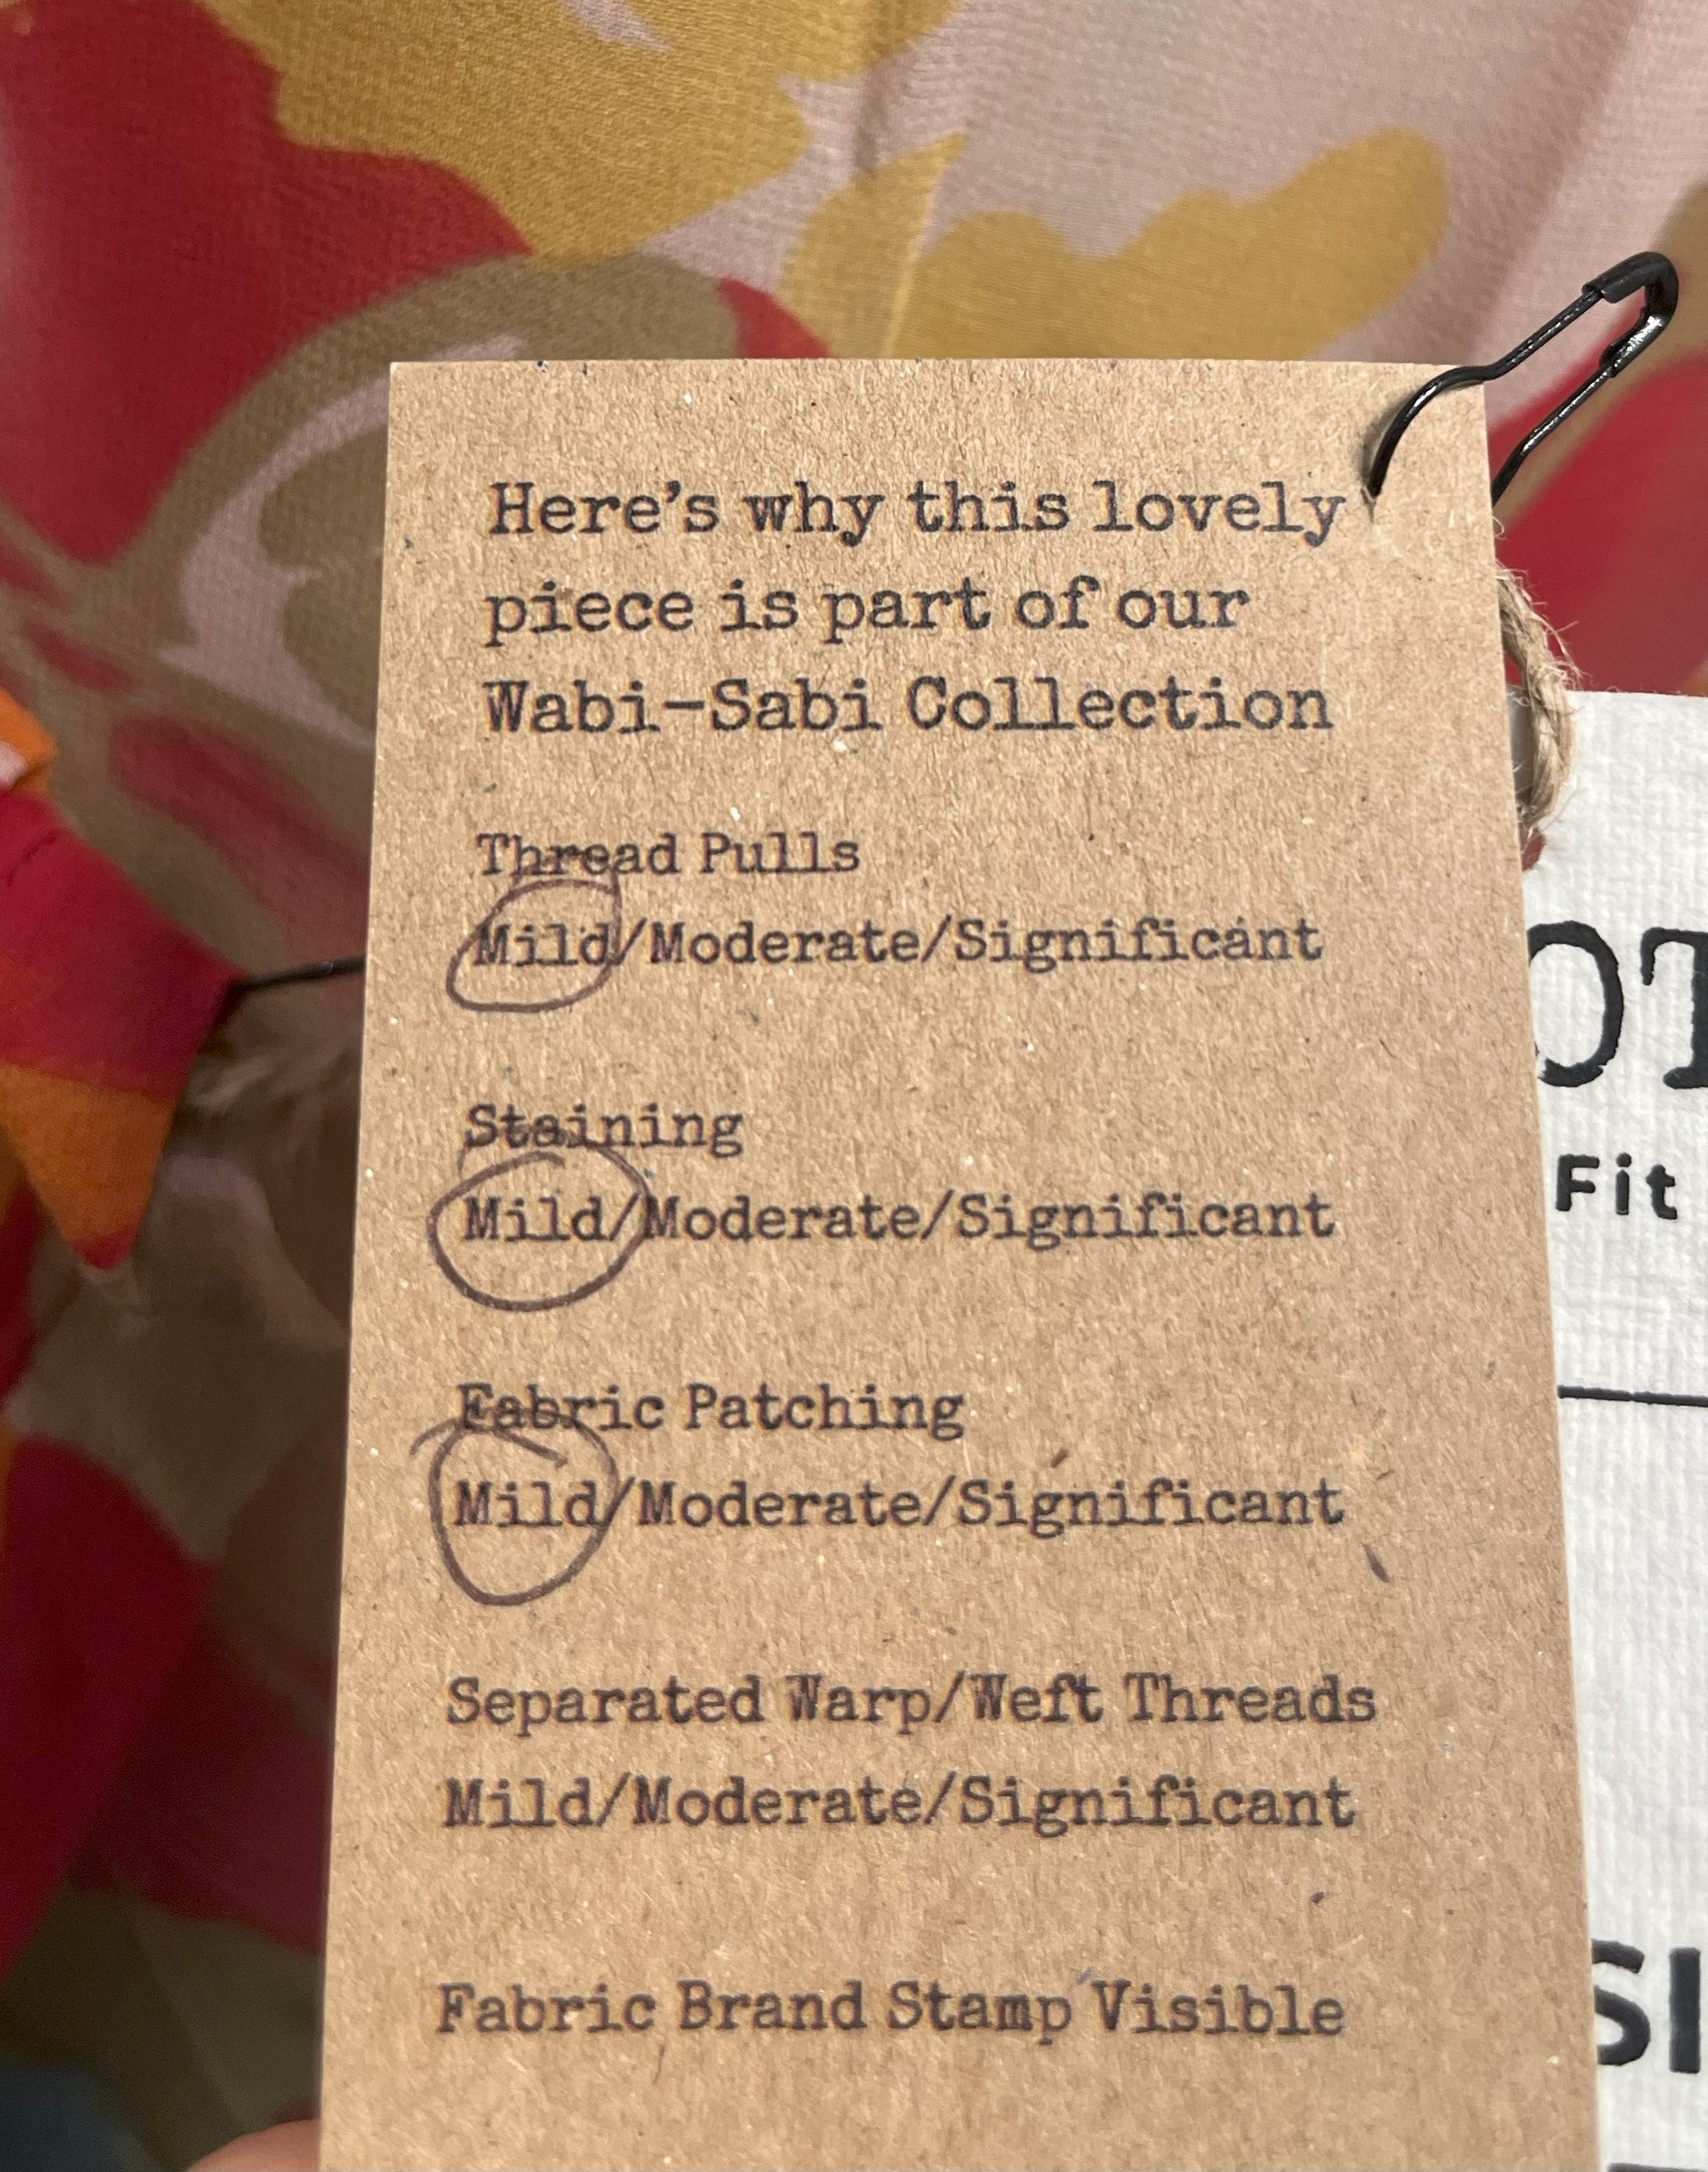 Here's why this lovely
piece is part of our
Wabi-Sabi Collection
Thread Pulls
Mild/Moderate/Significant
Staining
Mild/Moderate/Significant
Fabric Patching
Mild/Moderate/Significant
Separated Warp/Weft Threads
Mild/Moderate/Significant
Fabric Brand Stamp Visible
Fit